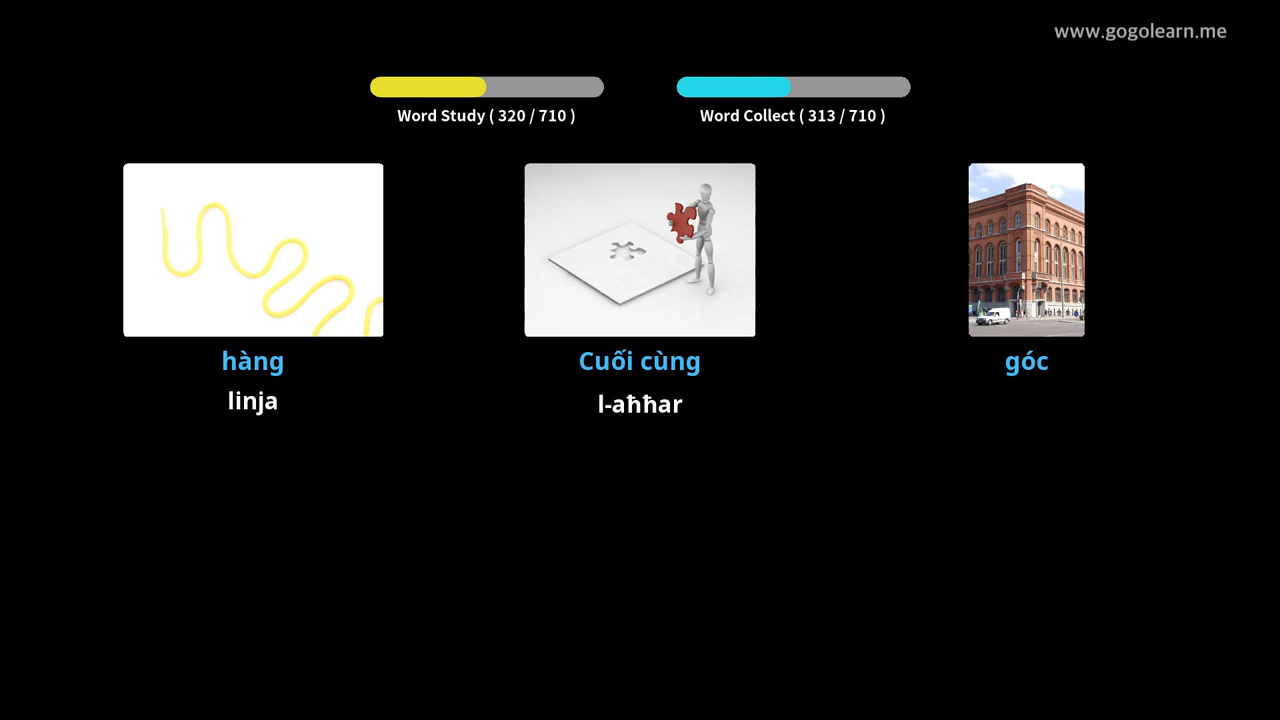 www.gogolearn.me
Word Study ( 320 / 710 )
Word Collect ( 313 / 710 )
hàng
Cuối cùng
góc
linja
l-aħħar